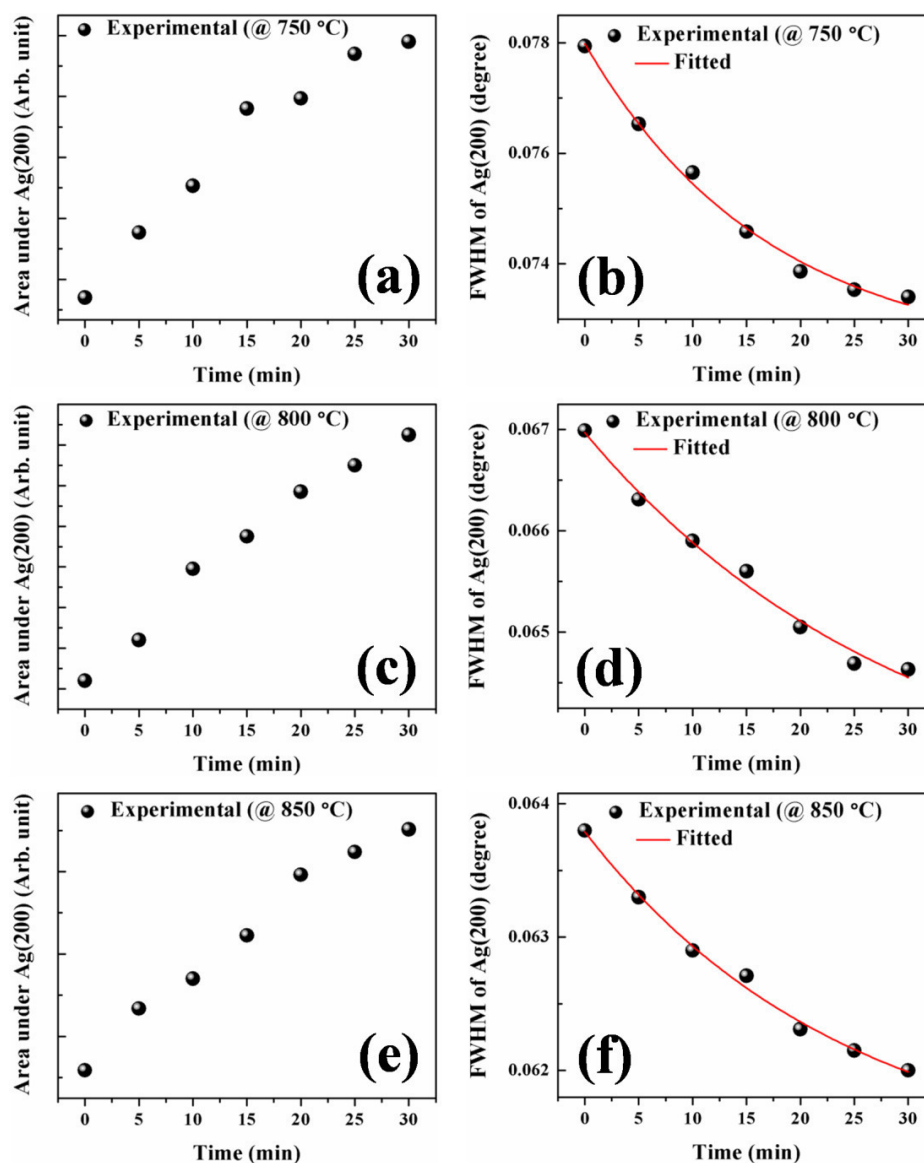 Experimental (@ 750 °C)
Area under Ag(200) (Arb. unit)
(a)
0 5 10 15 20 25 30
Time (min)
Experimental (@ 750 °C)
Fitted
FWHM of Ag(200) (degree)
0.078
0.076
0.074
(b)
0 5 10 15 20 25 30
Time (min)
Experimental (@ 800 °C)
Area under Ag(200) (Arb. unit)
(c)
0 5 10 15 20 25 30
Time (min)
Experimental (@ 800 °C)
Fitted
FWHM of Ag(200) (degree)
0.067
0.066
0.065
(d)
0 5 10 15 20 25 30
Time (min)
Experimental (@ 850 °C)
Area under Ag(200) (Arb. unit)
(e)
0 5 10 15 20 25 30
Time (min)
Experimental (@ 850 °C)
Fitted
FWHM of Ag(200) (degree)
0.064
0.063
0.062
(f)
0 5 10 15 20 25 30
Time (min)